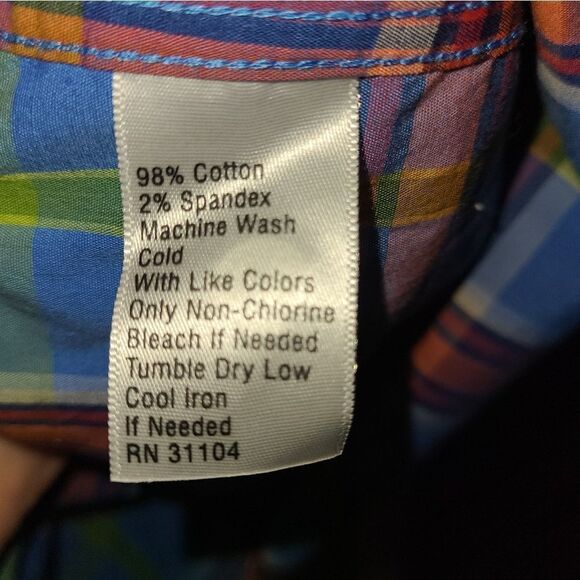 98% Cotton
2% Spandex
Machine Wash
Cold
With Like Colors
Only Non-Chlorine
Bleach If Needed
Tumble Dry Low
Cool Iron
If Needed
RN 31104